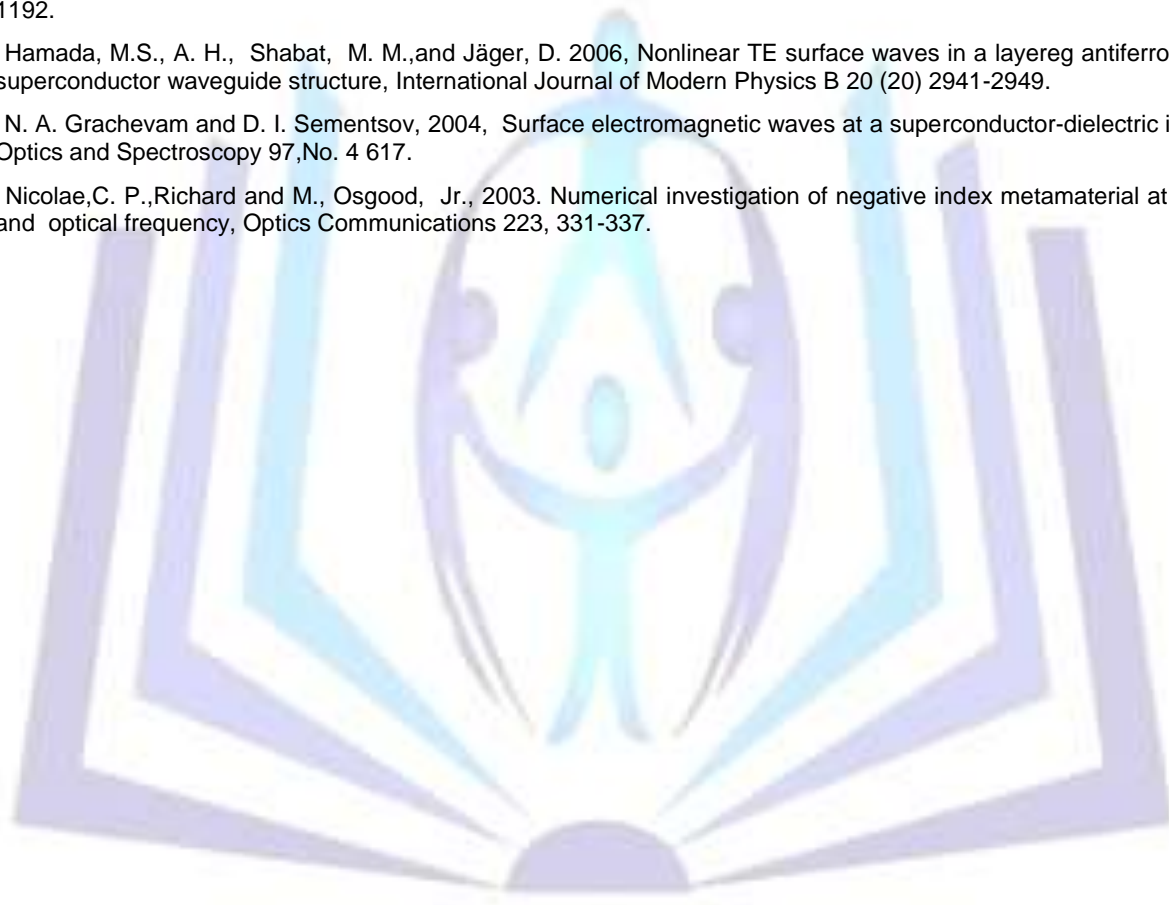 1192.
Hamada, M.S., A. H., Shabat, M. M.,and Jäger, D. 2006, Nonlinear TE surface waves in a layereg antiferro
superconductor waveguide structure, International Journal of Modern Physics B 20 (20) 2941-2949.
N. A. Grachevam and D. I. Sementsov, 2004, Surface electromagnetic waves at a superconductor-dielectric i
Optics and Spectroscopy 97,No. 4 617.
Nicolae,C. P.,Richard and M., Osgood, Jr., 2003. Numerical investigation of negative index metamaterial at
and optical frequency, Optics Communications 223, 331-337.